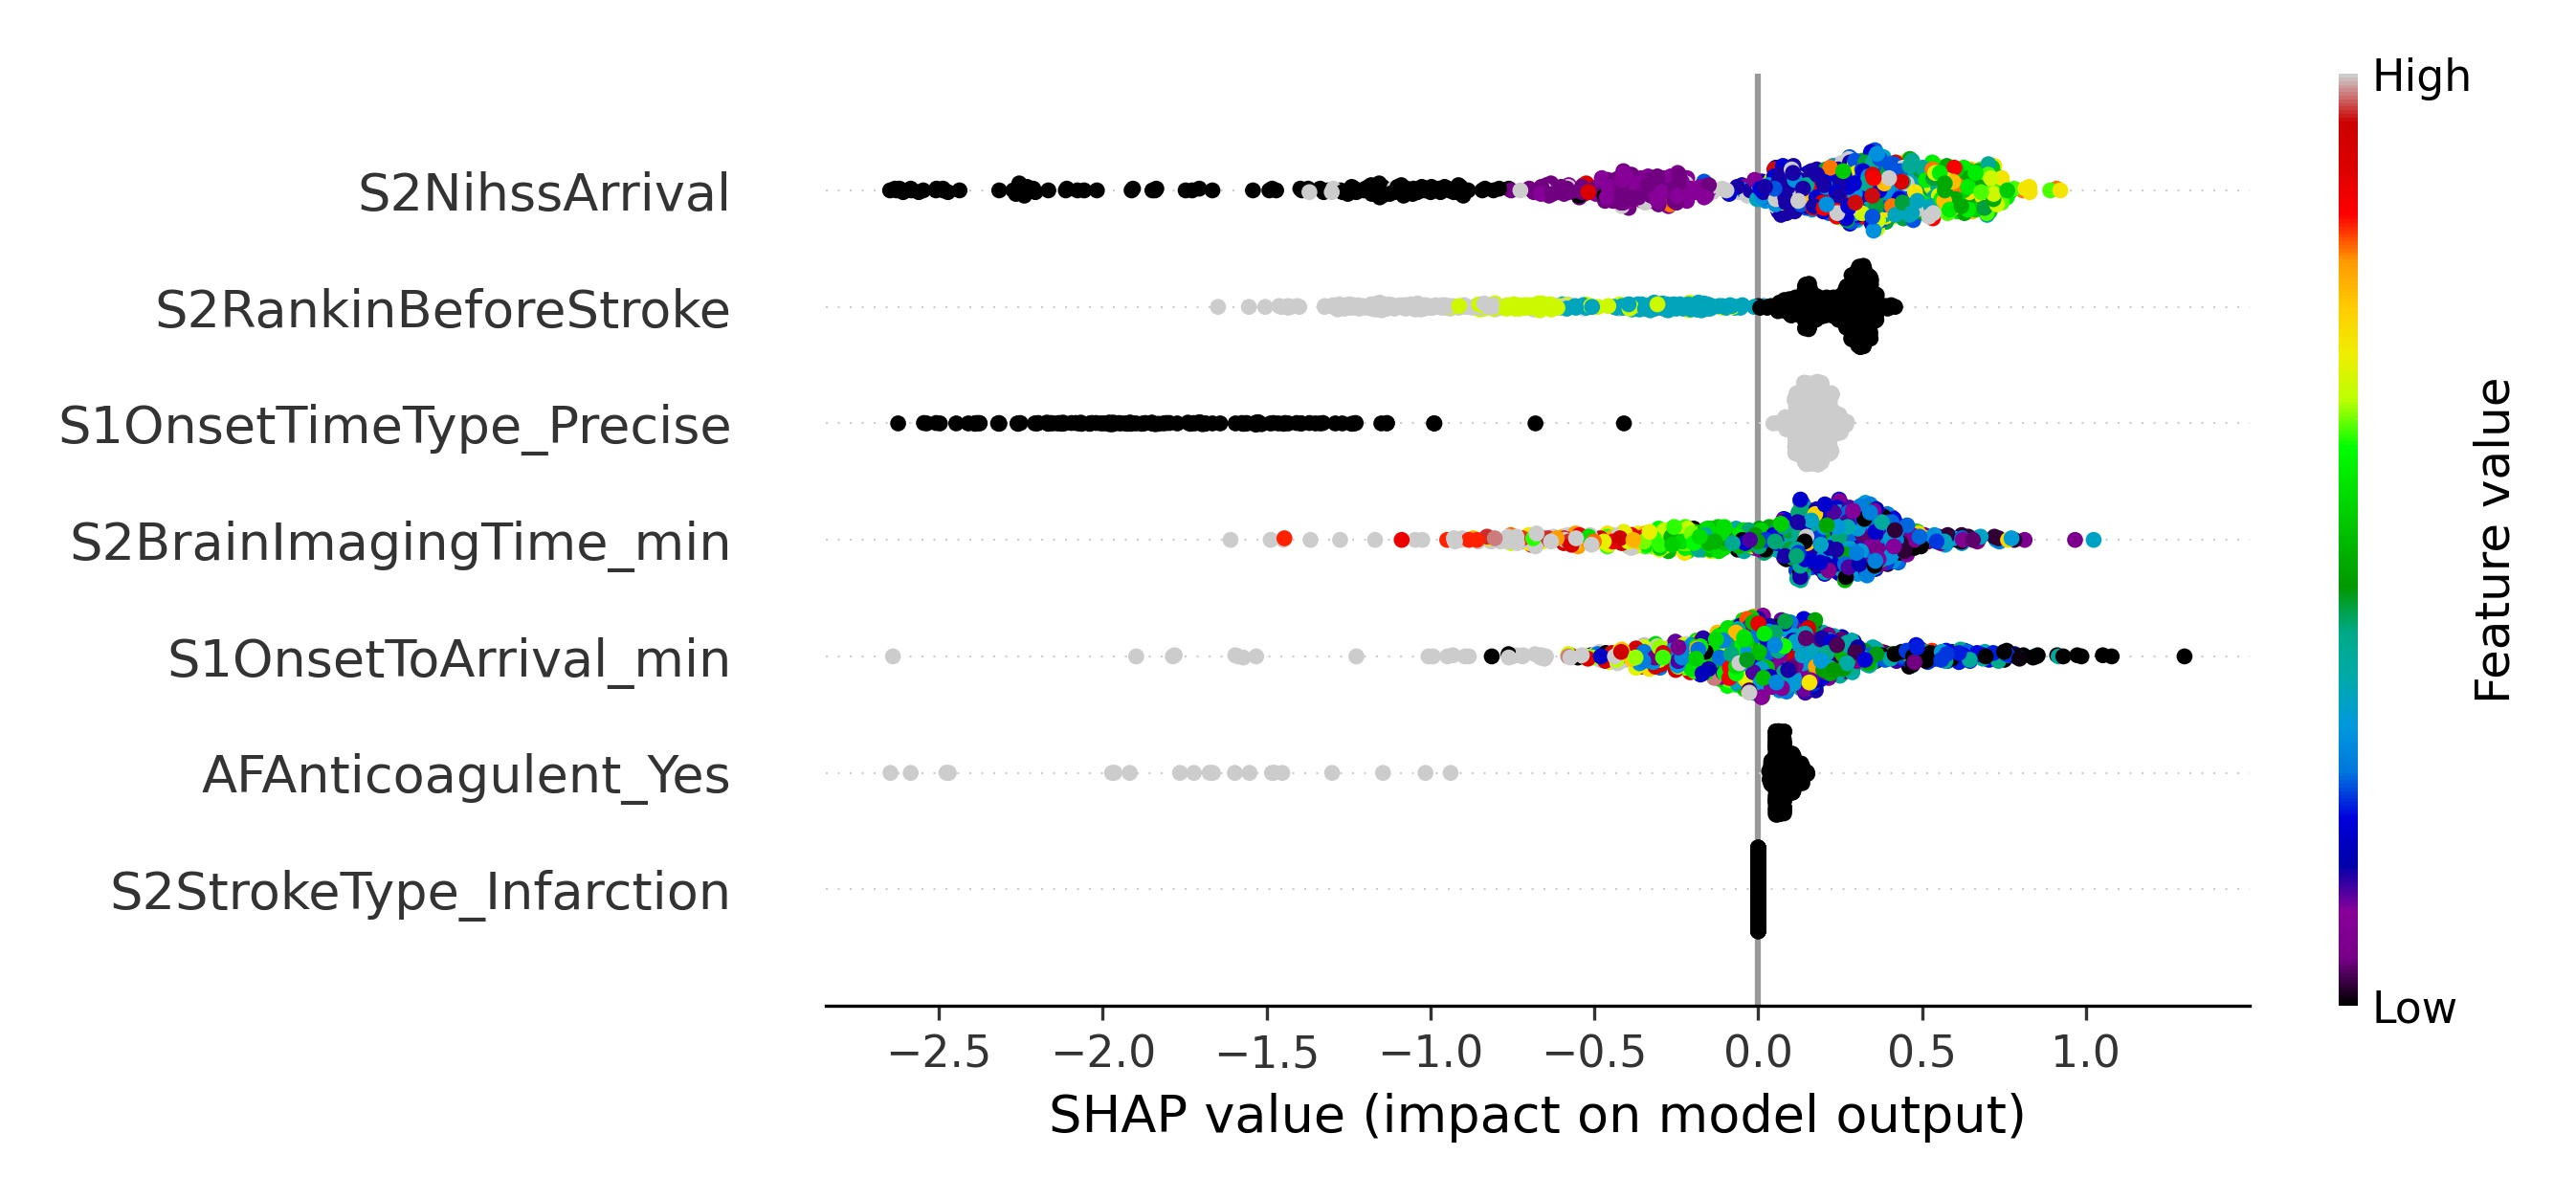 High
S2NihssArrival
S2RankinBeforeStroke
S1OnsetTimeType_Precise
S2BrainImagingTime_min
S1OnsetToArrival_min
AFAnticoagulent_Yes
S2StrokeType_Infarction
Feature value
Low
−2.5 −2.0 −1.5 −1.0 −0.5 0.0 0.5 1.0
SHAP value (impact on model output)